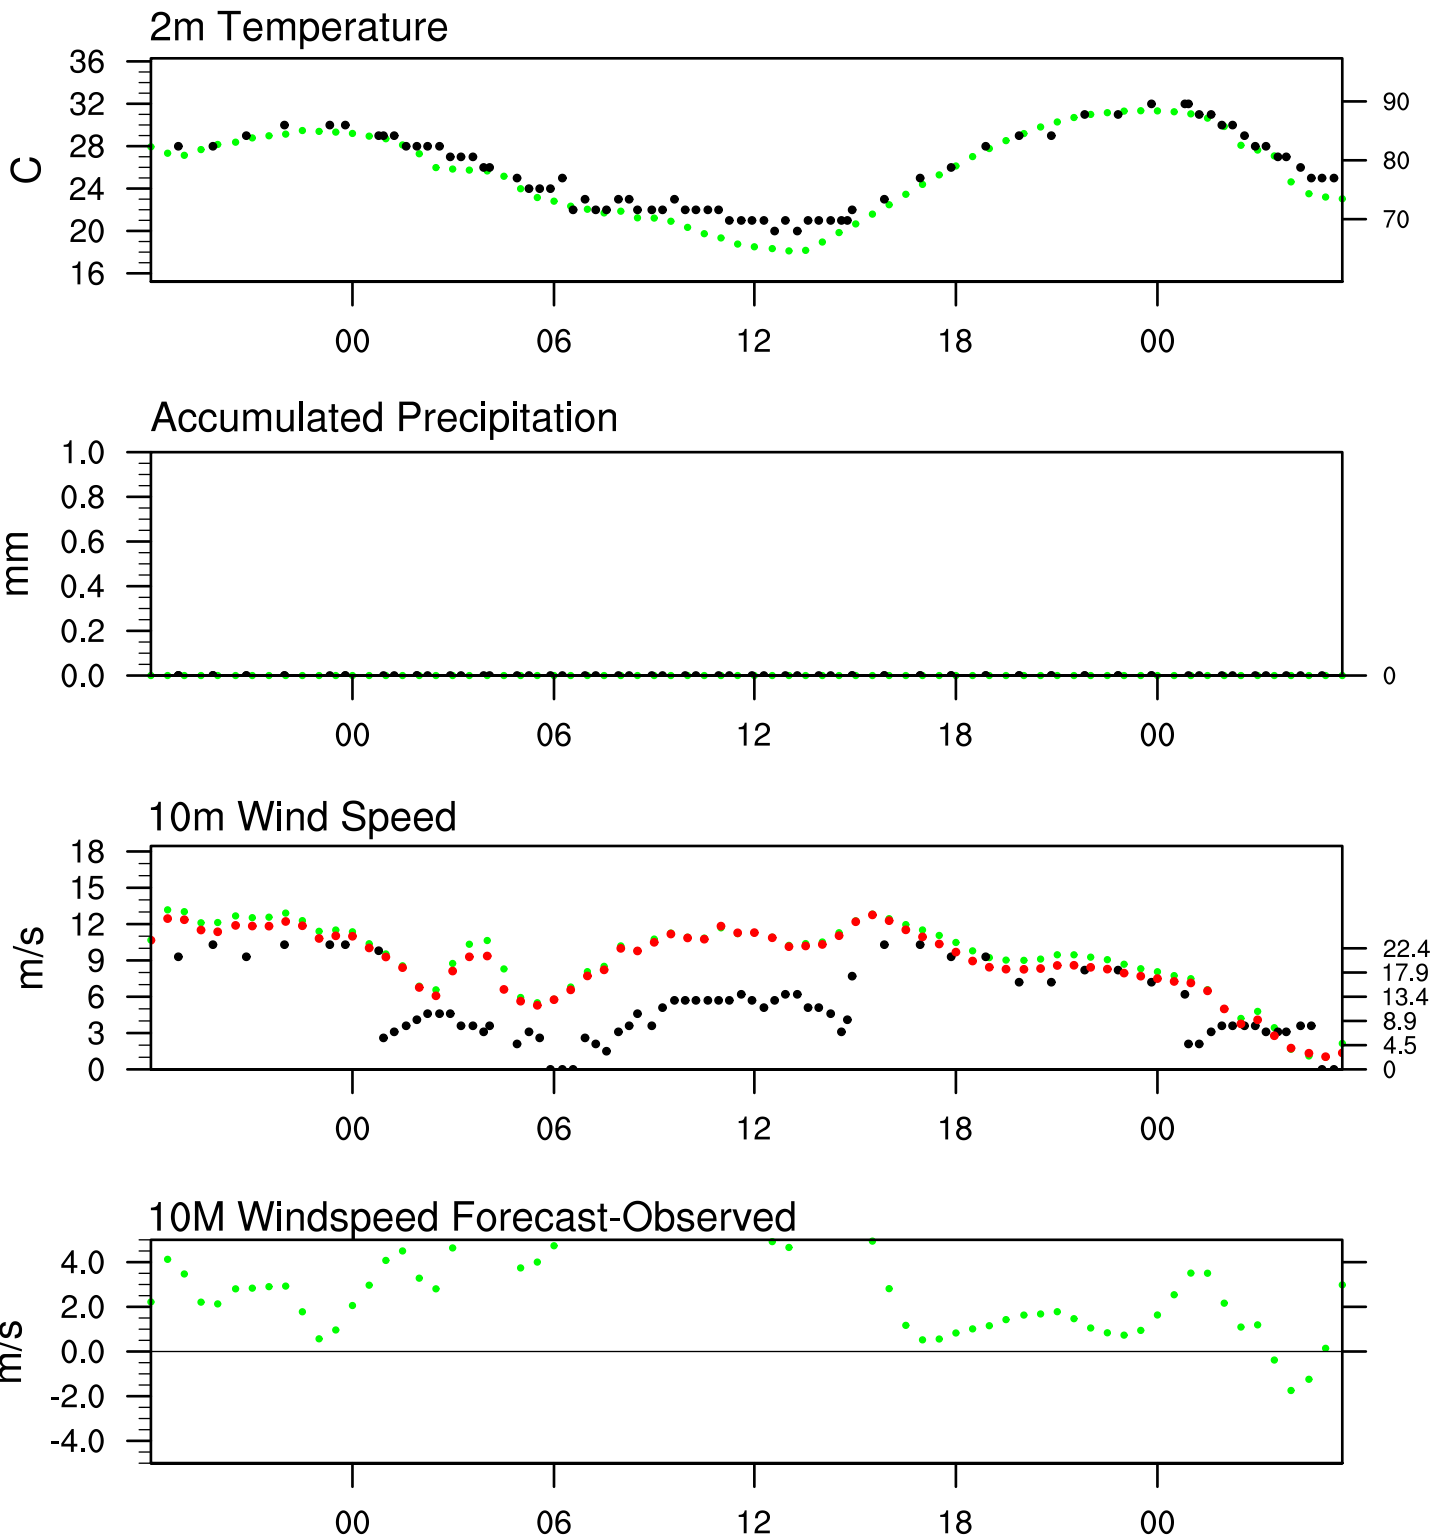 2m Temperature
36
32
28
24
20
16
C
90
80
70
00 06 12 18 00
Accumulated Precipitation
1.0
0.8
0.6
0.4
0.2
0.0
mm
0
00 06 12 18 00
10m Wind Speed
18
15
12
9
6
3
0
m/s
22.4
17.9
13.4
8.9
4.5
0
00 06 12 18 00
10M Windspeed Forecast-Observed
4.0
2.0
0.0
-2.0
-4.0
m/s
00 06 12 18 00